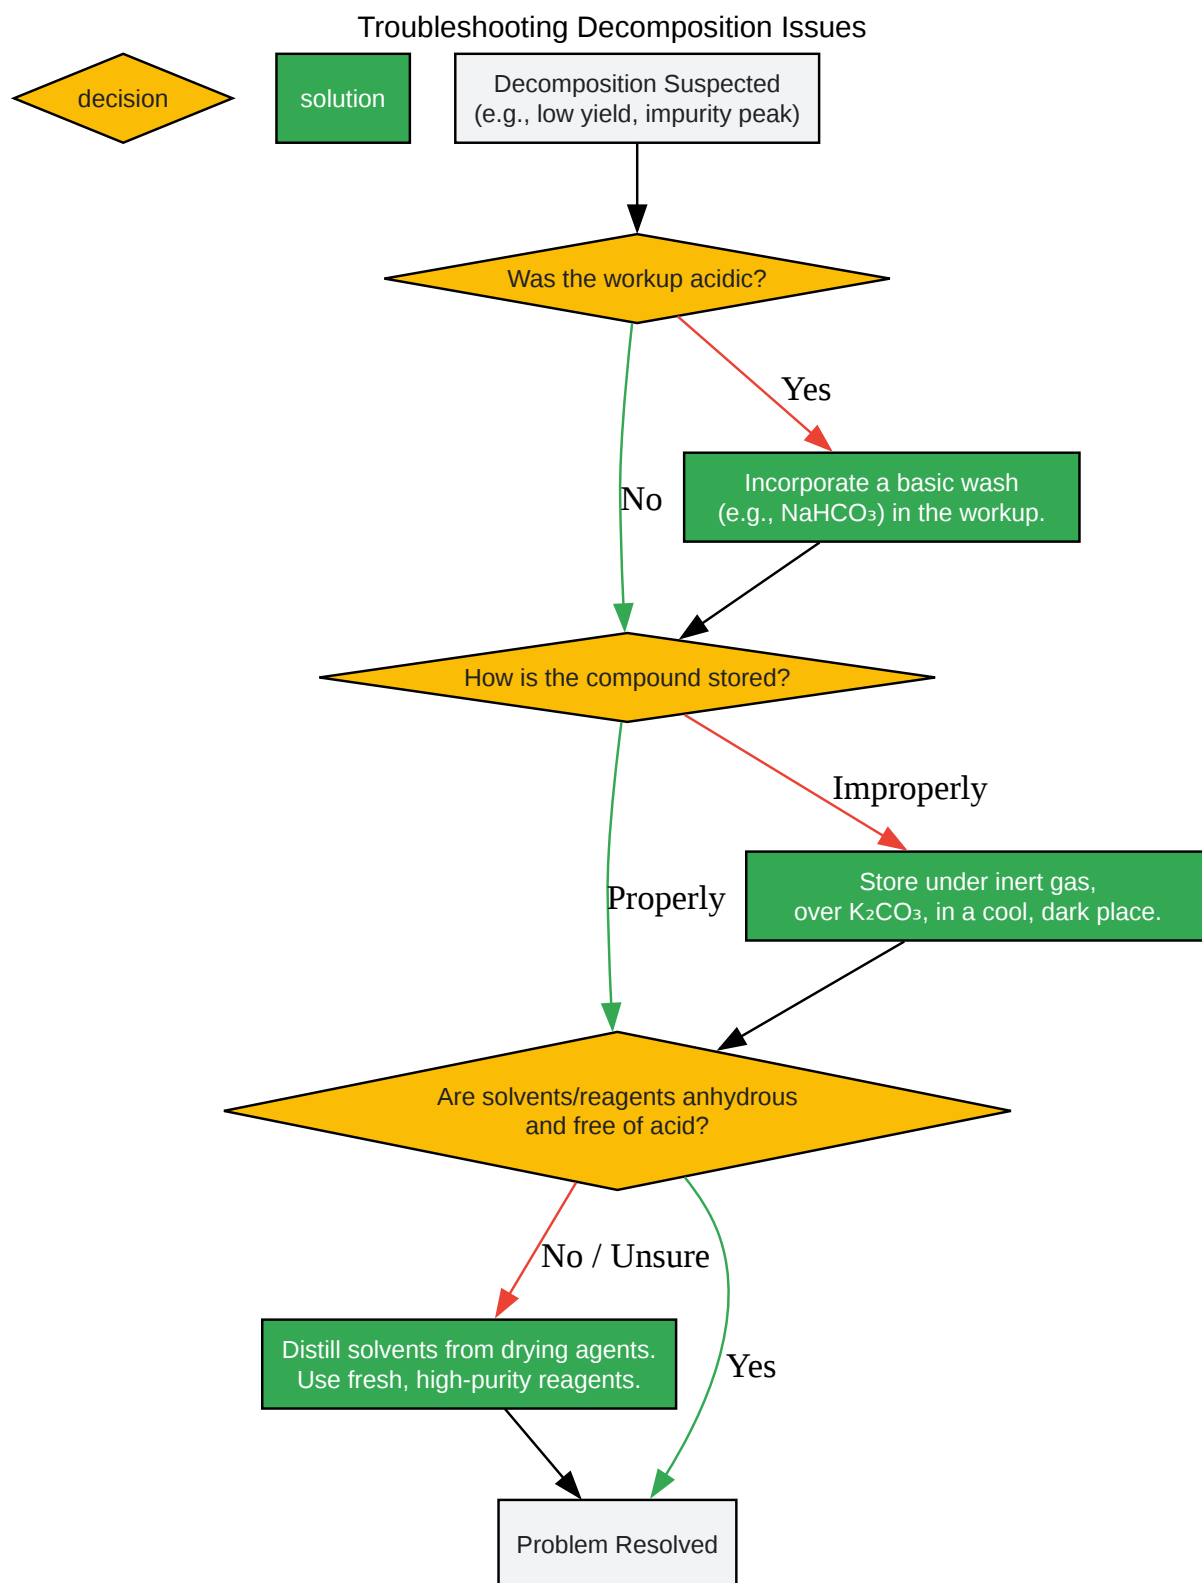 Troubleshooting Decomposition Issues
decision
solution
Decomposition Suspected
(e.g., low yield, impurity peak)
Was the workup acidic?
Yes
Incorporate a basic wash
(e.g., NaHCO₃) in the workup.
No
How is the compound stored?
Improperly
Store under inert gas,
over K₂CO₃, in a cool, dark place.
Properly
Are solvents/reagents anhydrous
and free of acid?
No / Unsure
Distill solvents from drying agents.
Use fresh, high-purity reagents.
Yes
Problem Resolved